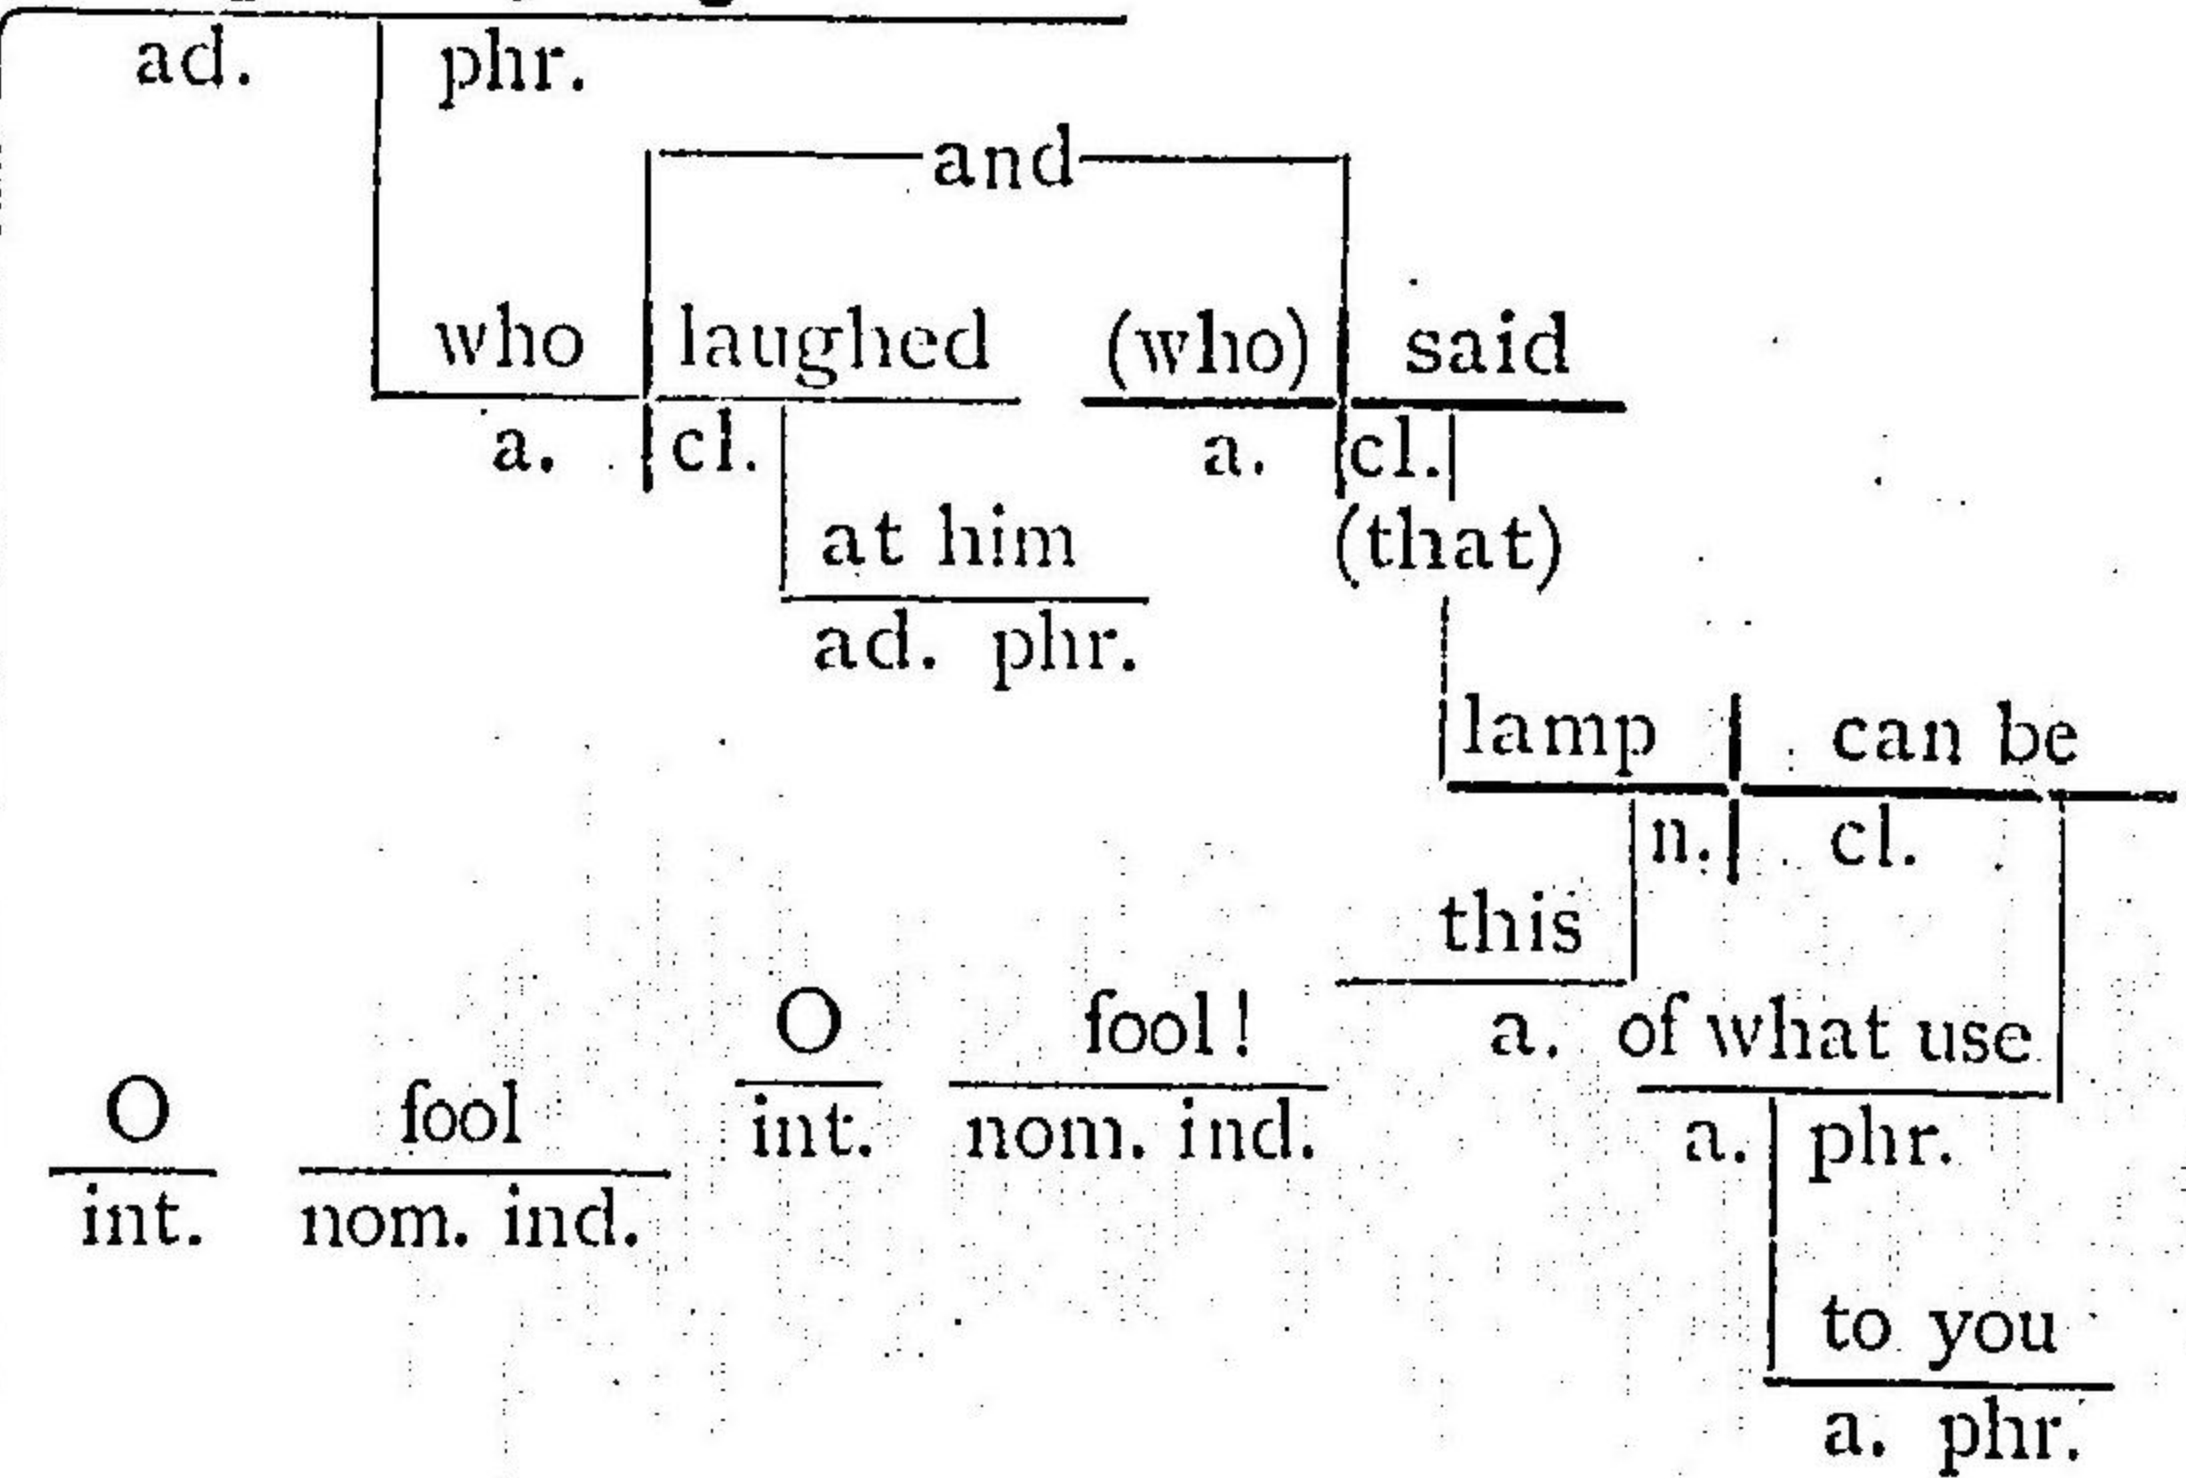 ad. phr.
and
who laughed (who) said
a. cl. a. cl.
at him (that)
ad. phr.
lamp can be
n. cl.
this
O fool! a. of what use
O fool int. nom. ind. a. phr.
int. nom. ind.
to you
a. phr.